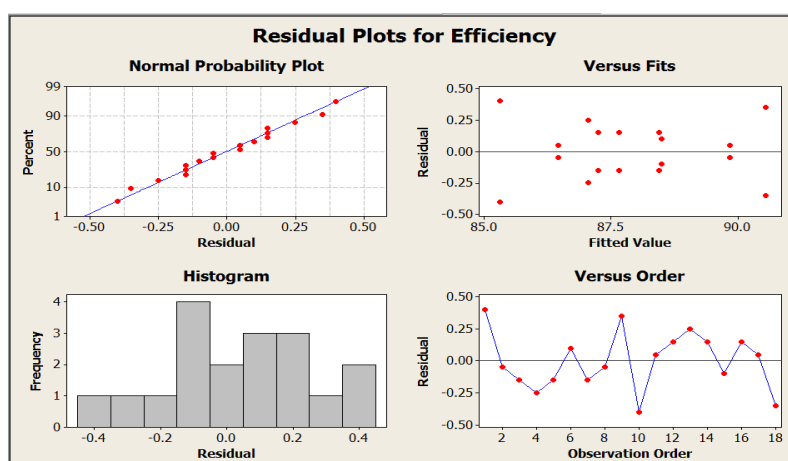 Residual Plots for Efficiency
Normal Probability Plot
Percent
99
90
50
10
1
-0.50 -0.25 0.00 0.25 0.50
Residual
Versus Fits
Residual
0.50
0.25
0.00
-0.25
-0.50
85.0 87.5 90.0
Fitted Value
Histogram
Frequency
4
3
2
1
0
-0.4 -0.2 0.0 0.2 0.4
Residual
Versus Order
Residual
0.50
0.25
0.00
-0.25
-0.50
2 4 6 8 10 12 14 16 18
Observation Order